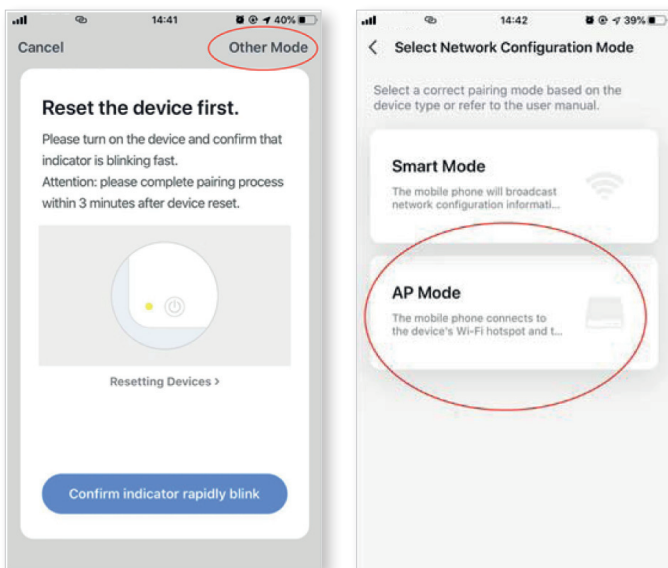 14:41
40%
Cancel
Other Mode
Reset the device first.
Please turn on the device and confirm that
indicator is blinking fast.
Attention: please complete pairing process
within 3 minutes after device reset.
Resetting Devices >
Confirm indicator rapidly blink
14:42
39%
< Select Network Configuration Mode
Select a correct pairing mode based on the
device type or refer to the user manual.
Smart Mode
The mobile phone will broadcast
network configuration informati...
AP Mode
The mobile phone connects to
the device's Wi-Fi hotspot and t...